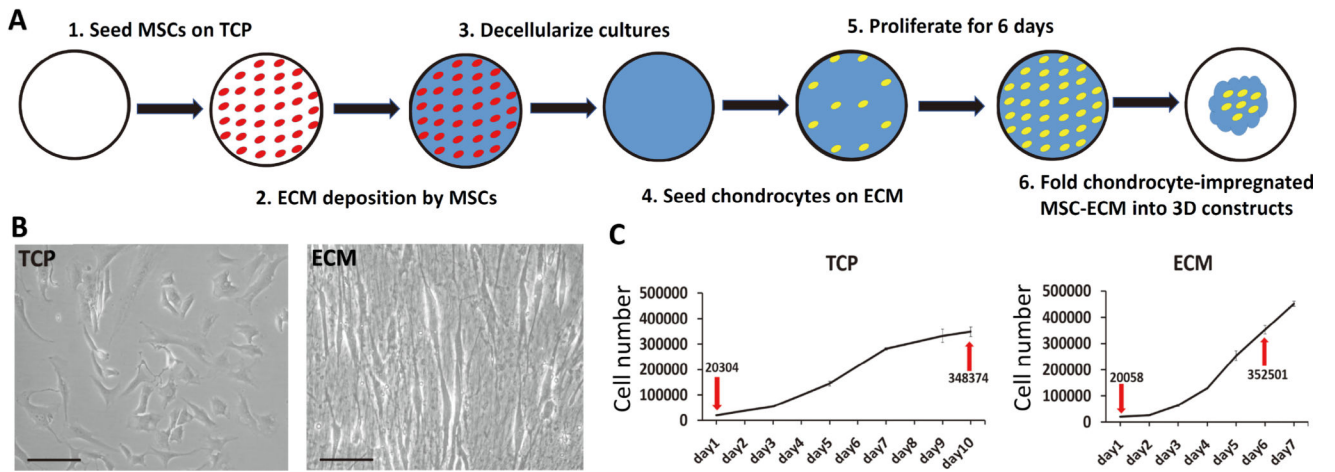 A
1. Seed MSCs on TCP
3. Decellularize cultures
5. Proliferate for 6 days
2. ECM deposition by MSCs
4. Seed chondrocytes on ECM
6. Fold chondrocyte-impregnated
MSC-ECM into 3D constructs
B
TCP
ECM
C
TCP
Cell number
500000
400000
300000
200000
100000
0
20304
348374
day1
day2
day3
day4
day5
day6
day7
day8
day9
day10
ECM
Cell number
500000
400000
300000
200000
100000
0
20058
352501
day1
day2
day3
day4
day5
day6
day7